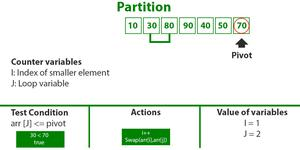 Partition
10 30 80 90 40 50 70
Pivot
Counter variables
I: Index of smaller element
J: Loop variable
Test Condition
arr [J] <= pivot
30 < 70
true
Actions
I++
Swap(arr[i],arr[j])
Value of variables
I = 1
J = 2